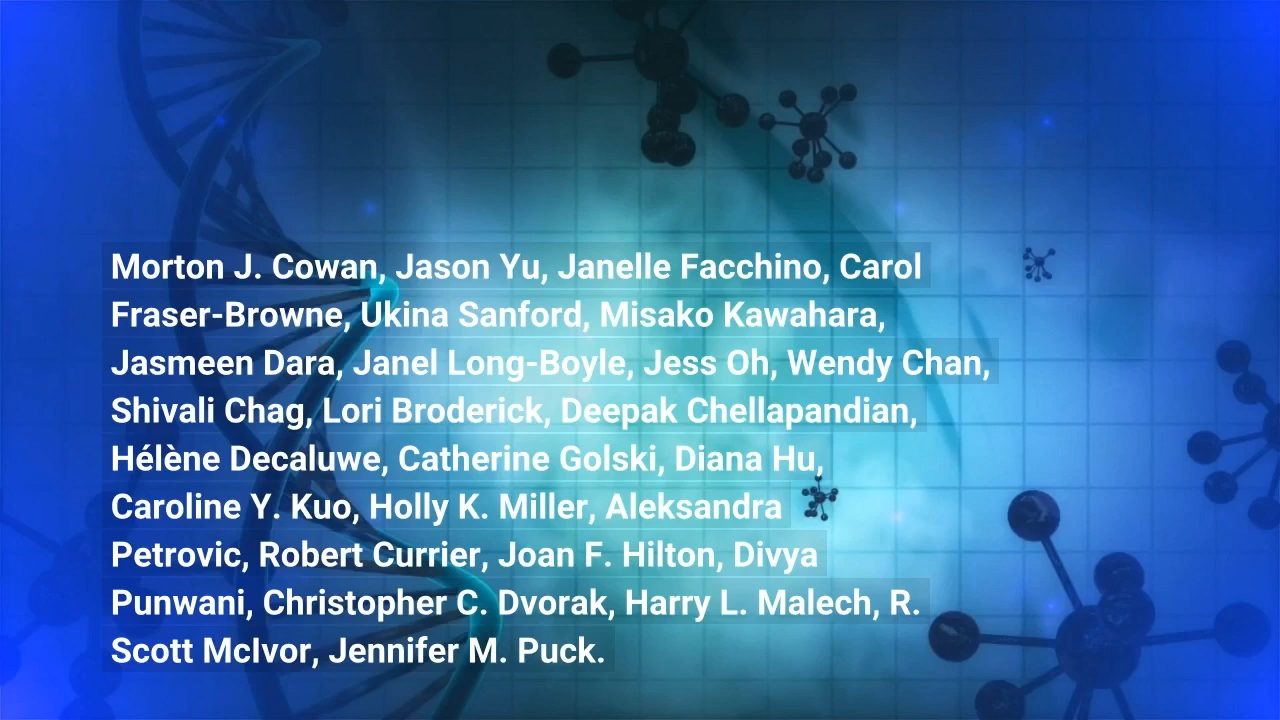 Morton J. Cowan, Jason Yu, Janelle Facchino, Carol
Fraser-Browne, Ukina Sanford, Misako Kawahara,
Jasmeen Dara, Janel Long-Boyle, Jess Oh, Wendy Chan,
Shivali Chag, Lori Broderick, Deepak Chellapandian,
Hélène Decaluwe, Catherine Golski, Diana Hu,
Caroline Y. Kuo, Holly K. Miller, Aleksandra
Petrovic, Robert Currier, Joan F. Hilton, Divya
Punwani, Christopher C. Dvorak, Harry L. Malech, R.
Scott McIvor, Jennifer M. Puck.